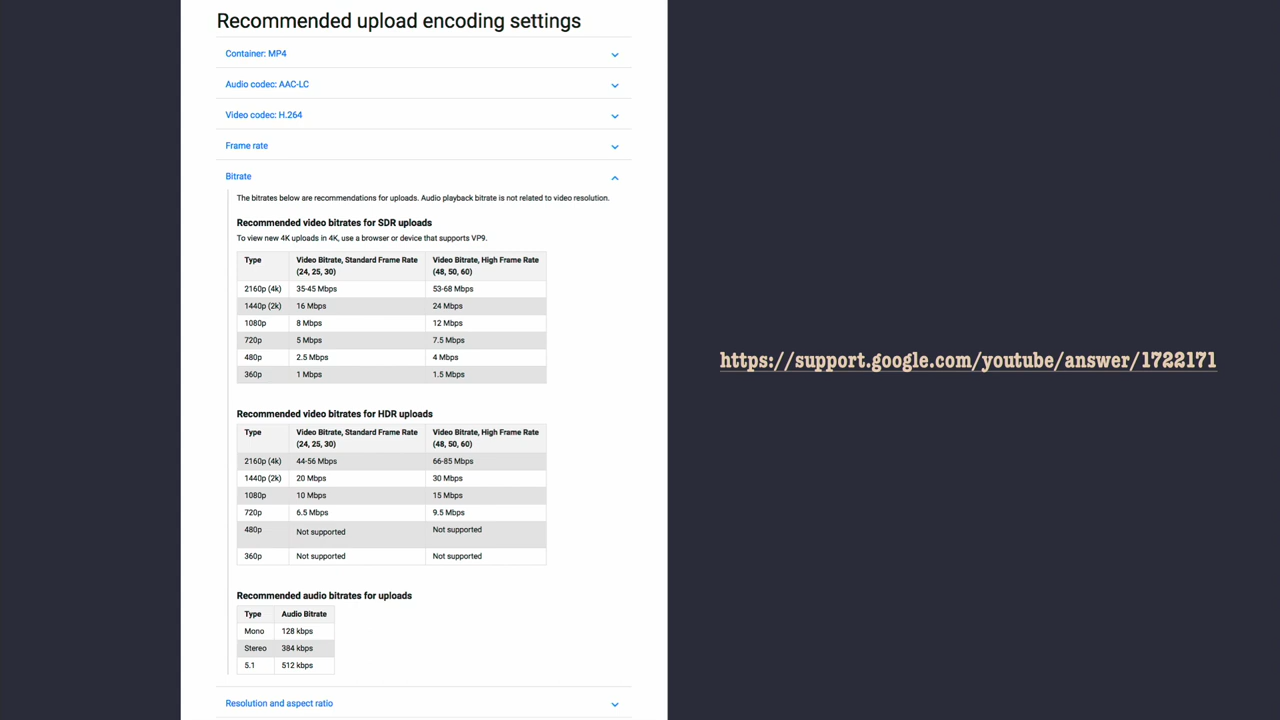 Recommended upload encoding settings
Container: MP4
Audio codec: AAC-LC
Video codec: H.264
Frame rate
Bitrate
The bitrates below are recommendations for uploads. Audio playback bitrate is not related to video resolution.
Recommended video bitrates for SDR uploads
To view new 4K uploads in 4K, use a browser or device that supports VP9.
Type Video Bitrate, Standard Frame Rate Video Bitrate, High Frame Rate
(24, 25, 30) (48, 50, 60)
2160p (4k) 35-45 Mbps 53-68 Mbps
1440p (2k) 16 Mbps 24 Mbps
1080p 8 Mbps 12 Mbps
720p 5 Mbps 7.5 Mbps
480p 2.5 Mbps 4 Mbps
360p 1 Mbps 1.5 Mbps
Recommended video bitrates for HDR uploads
Type Video Bitrate, Standard Frame Rate Video Bitrate, High Frame Rate
(24, 25, 30) (48, 50, 60)
2160p (4k) 44-56 Mbps 66-85 Mbps
1440p (2k) 20 Mbps 30 Mbps
1080p 10 Mbps 15 Mbps
720p 6.5 Mbps 9.5 Mbps
480p Not supported Not supported
360p Not supported Not supported
Recommended audio bitrates for uploads
Type Audio Bitrate
Mono 128 kbps
Stereo 384 kbps
5.1 512 kbps
Resolution and aspect ratio
https://support.google.com/youtube/answer/1722171